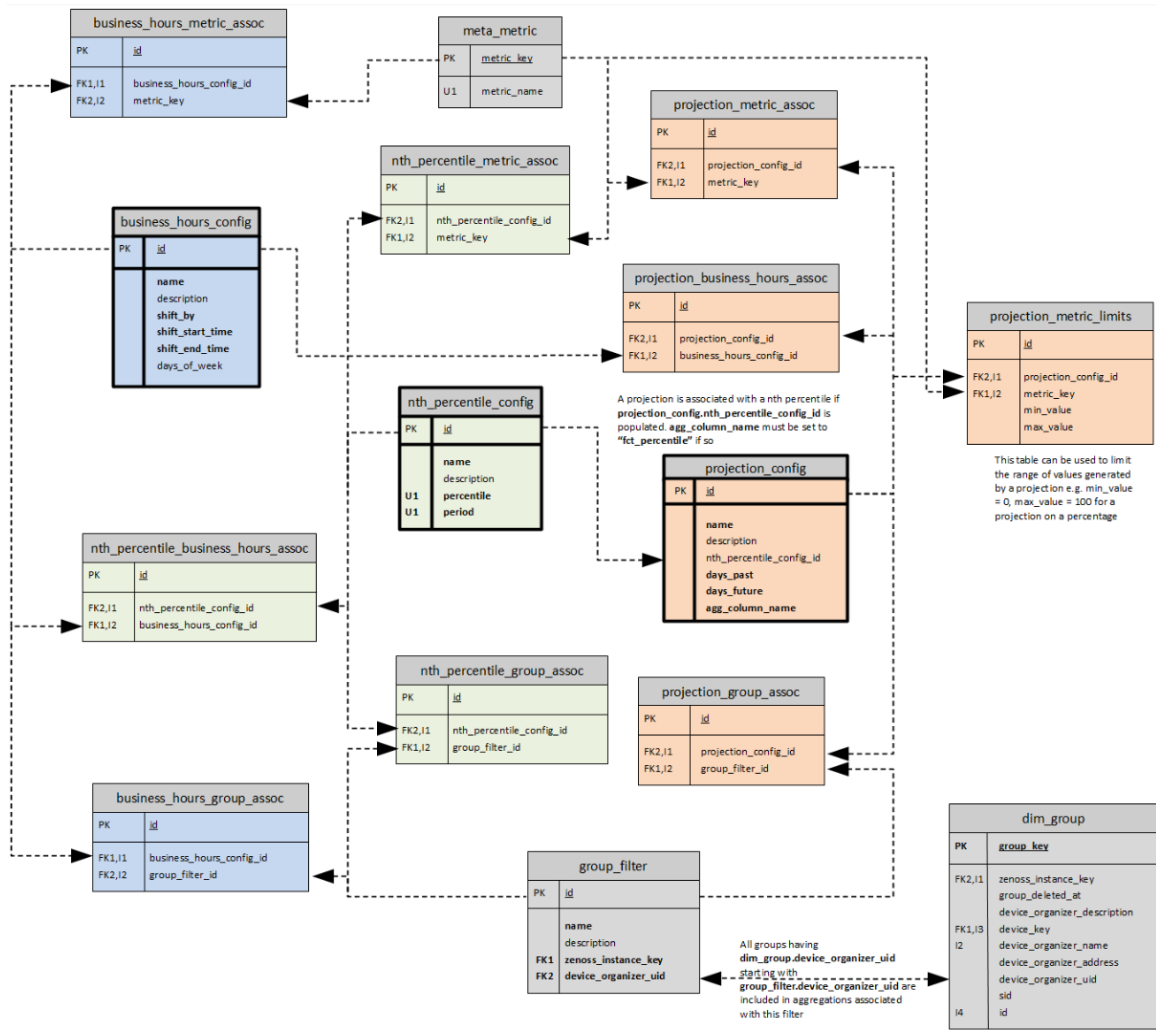 business_hours_metric_assoc
PK id
FK1,I1 business_hours_config_id
FK2,I2 metric_key
meta_metric
PK metric_key
U1 metric_name
projection_metric_assoc
PK id
FK2,I1 projection_config_id
FK1,I2 metric_key
nth_percentile_metric_assoc
PK id
FK2,I1 nth_percentile_config_id
FK1,I2 metric_key
business_hours_config
PK id
name
description
shift_by
shift_start_time
shift_end_time
days_of_week
projection_business_hours_assoc
PK id
FK2,I1 projection_config_id
FK1,I2 business_hours_config_id
projection_metric_limits
PK id
FK2,I1 projection_config_id
FK1,I2 metric_key
min_value
max_value
This table can be used to limit
the range of values generated
by a projection e.g. min_value
= 0, max_value = 100 for a
projection on a percentage
A projection is associated with a nth percentile if
projection_config.nth_percentile_config_id is
populated. agg_column_name must be set to
“fct_percentile” if so
nth_percentile_config
PK id
name
description
U1 percentile
U1 period
projection_config
PK id
name
description
nth_percentile_config_id
days_past
days_future
agg_column_name
nth_percentile_business_hours_assoc
PK id
FK2,I1 nth_percentile_config_id
FK1,I2 business_hours_config_id
nth_percentile_group_assoc
PK id
FK2,I1 nth_percentile_config_id
FK1,I2 group_filter_id
projection_group_assoc
PK id
FK2,I1 projection_config_id
FK1,I2 group_filter_id
business_hours_group_assoc
PK id
FK1,I1 business_hours_config_id
FK2,I2 group_filter_id
group_filter
PK id
name
description
FK1 zenoss_instance_key
FK2 device_organizer_uid
All groups having
dim_group.device_organizer_uid
starting with
group_filter.device_organizer_uid are
included in aggregations associated
with this filter
dim_group
PK group_key
FK2,I1 zenoss_instance_key
group_deleted_at
device_organizer_description
FK1,I3 device_key
I2 device_organizer_name
device_organizer_address
device_organizer_uid
sid
I4 id